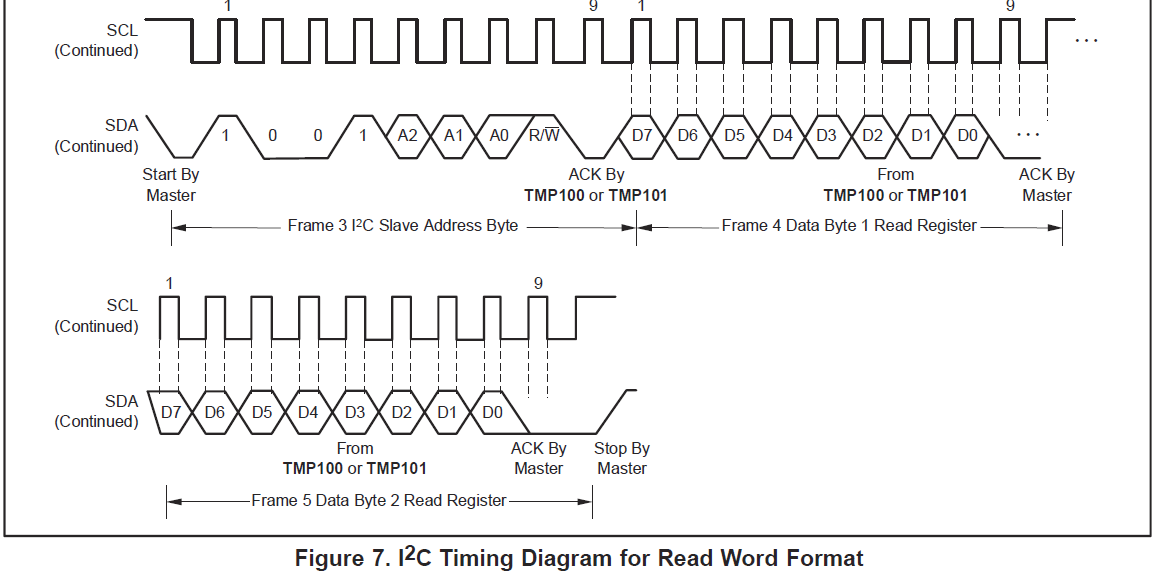 1 9 1 9
SCL
(Continued)
...
SDA
(Continued)
1 0 0 1 A2 A1 A0 R/W̅ D7 D6 D5 D4 D3 D2 D1 D0 ...
Start By
Master
ACK By
TMP100 or TMP101
From
TMP100 or TMP101
ACK By
Master
Frame 3 I²C Slave Address Byte
Frame 4 Data Byte 1 Read Register
1 9
SCL
(Continued)
SDA
(Continued)
D7 D6 D5 D4 D3 D2 D1 D0
From
TMP100 or TMP101
ACK By
Master
Stop By
Master
Frame 5 Data Byte 2 Read Register
Figure 7. I²C Timing Diagram for Read Word Format